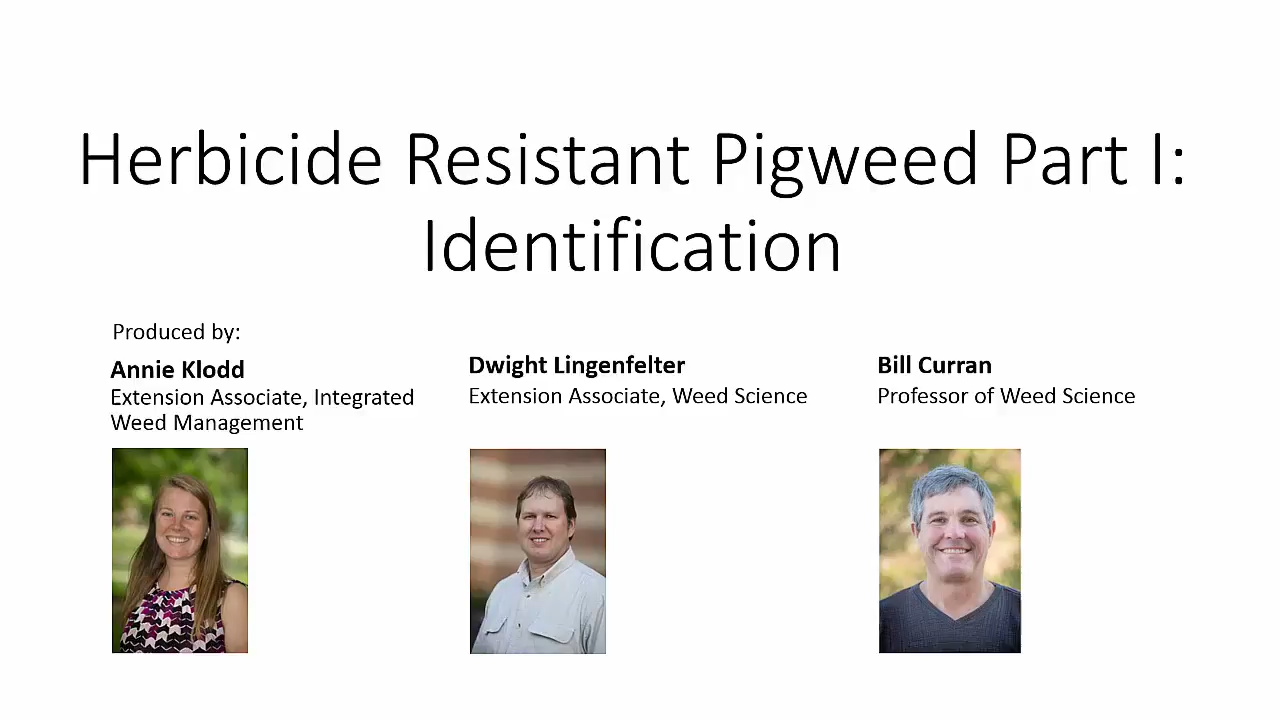 Herbicide Resistant Pigweed Part I:
Identification
Produced by:
Annie Klodd
Extension Associate, Integrated
Weed Management
Dwight Lingenfelter
Extension Associate, Weed Science
Bill Curran
Professor of Weed Science